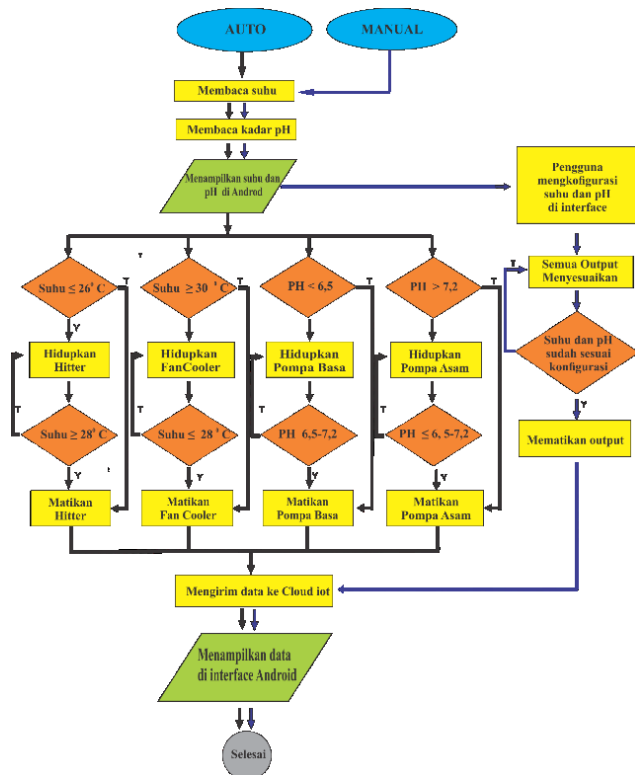 AUTO
MANUAL
Membaca suhu
Membaca kadar pH
Menampilkan suhu dan
pH di Androd
Pengguna
mengkofigurasi
suhu dan pH
di interface
T
Suhu ≤ 26° C
T
Suhu ≥ 30 ° C
T
PH < 6,5
T
PH > 7,2
T
T
Semua Output
Menyesuaikan
Y
Hidupkan
Hitter
Hidupkan
FanCooler
Hidupkan
Pompa Basa
Hidupkan
Pompa Asam
Suhu dan pH
sudah sesuai
konfigurasi
T
Suhu ≥ 28° C
T
Suhu ≤ 28° C
T
PH 6,5-7,2
T
PH ≤ 6, 5-7,2
Y
Mematikan output
Y
Y
Y
Y
Matikan
Hitter
Matikan
Fan Cooler
Matikan
Pompa Basa
Matikan
Pompa Asam
Mengirim data ke Cloud iot
Menampilkan data
di interface Android
Selesai